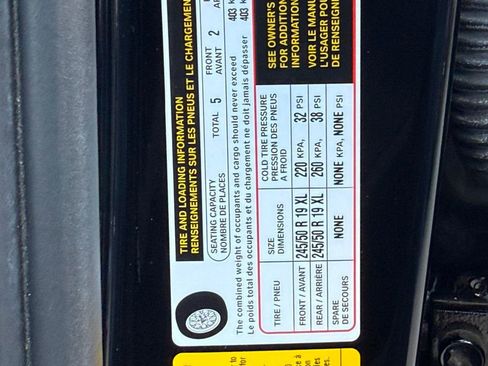 TIRE AND LOADING INFORMATION
RENSEIGNEMENTS SUR LES PNEUS ET LE CHARGEMENT
SEATING CAPACITY
NOMBRE DE PLACES
TOTAL 5
FRONT
AVANT 2
The combined weight of occupants and cargo should never exceed 403 k
Le poids total des occupants et du chargement ne doit jamais dépasser 403 k
TIRE / PNEU
SIZE
DIMENSIONS
COLD TIRE PRESSURE
PRESSION DES PNEUS
A FROID
FRONT / AVANT 245/50 R 19 XL 220 KPA, 32 PSI
REAR / ARRIÈRE 245/50 R 19 XL 260 KPA, 38 PSI
SPARE
DE SECOURS
NONE NONE KPA, NONE PSI
SEE OWNER'S
FOR ADDITION
INFORMATION
VOIR LE MANU
L'USAGER POU
DE RENSEIGN